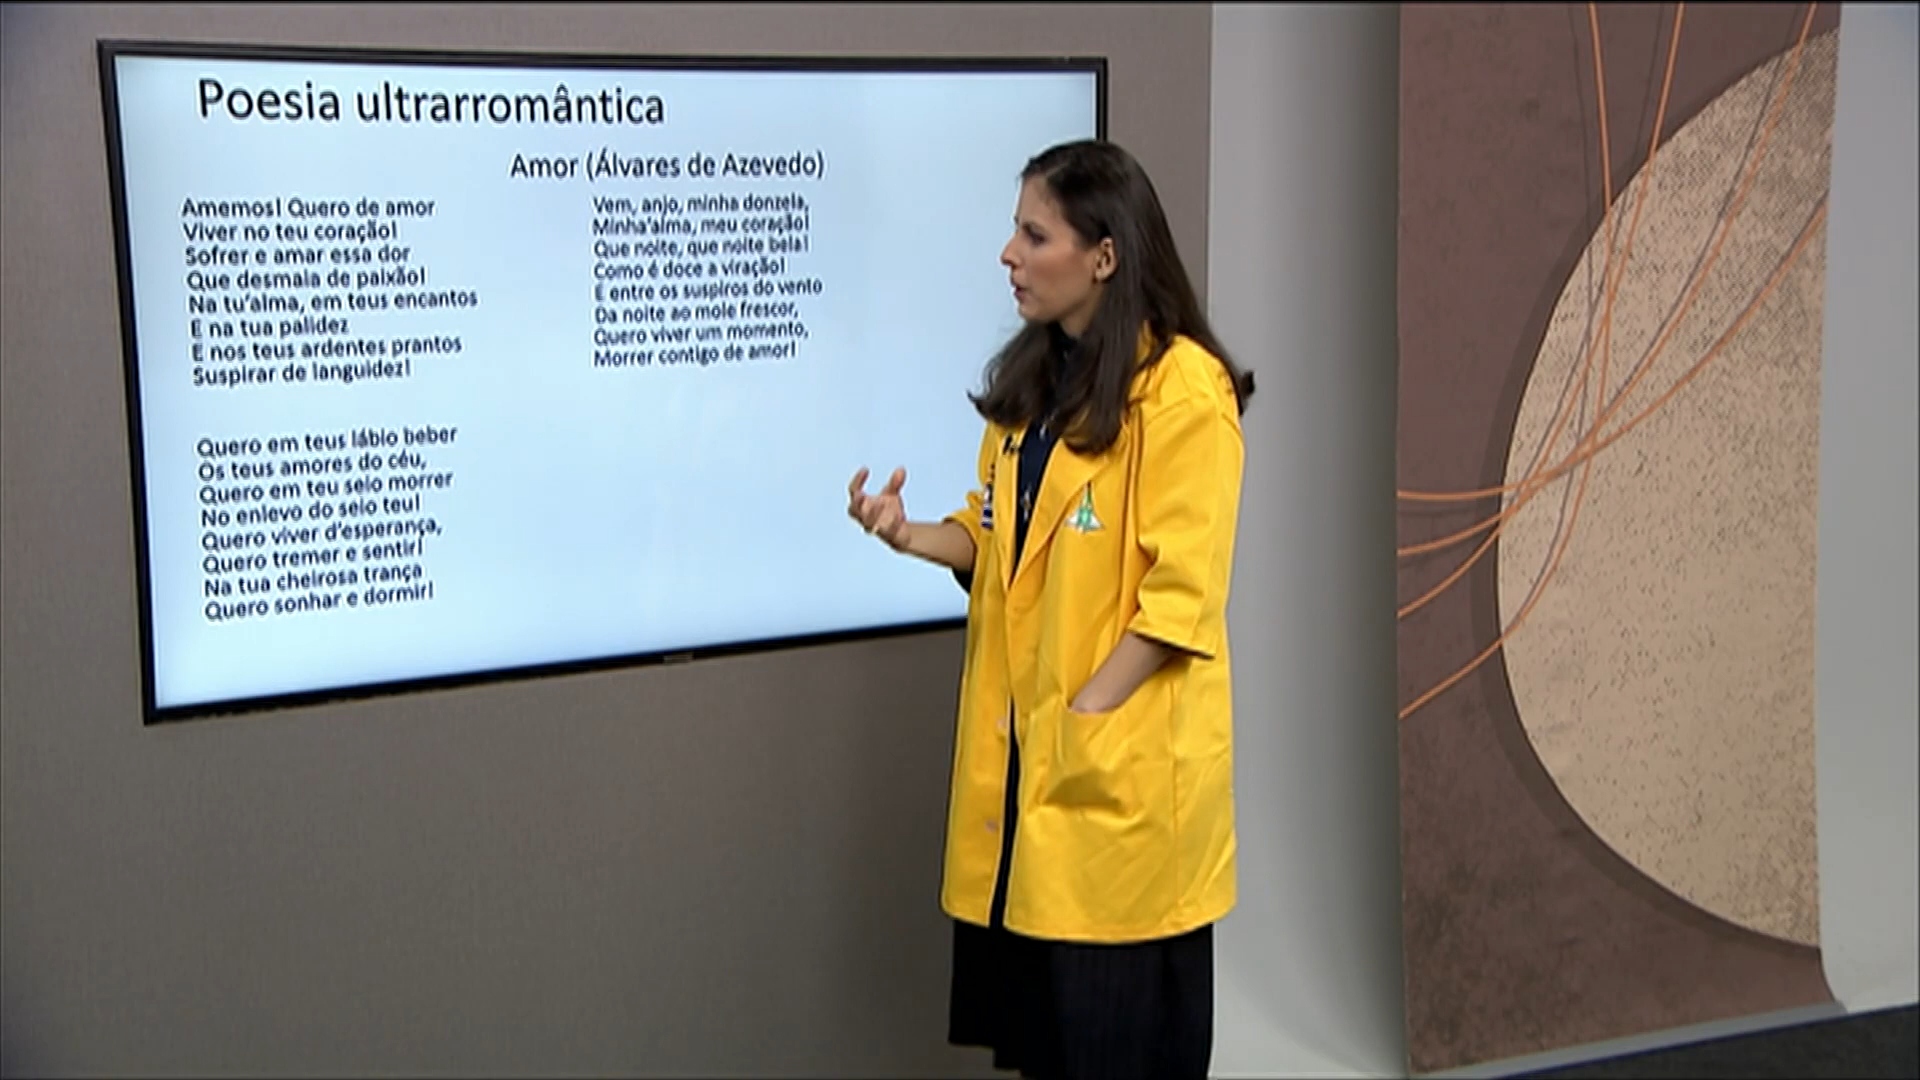 Poesia ultrarromântica
Amor (Álvares de Azevedo)
Amemos! Quero de amor
Viver no teu coração!
Sofrer e amar essa dor
Que desmaia de paixão!
Na tu'alma, em teus encantos
E na tua palidez
E nos teus ardentes prantos
Suspirar de languidez!
Quero em teus lábio beber
Os teus amores do céu,
Quero em teu seio morrer
No enlevo do seio teu!
Quero viver d'esperança,
Quero tremer e sentir!
Na tua cheirosa trança
Quero sonhar e dormir!
Vem, anjo, minha donzela,
Minha'alma, meu coração!
Que noite, que noite bela!
Como é doce a viração!
E entre os suspiros do vento
Da noite ao mole frescor,
Quero viver um momento,
Morrer contigo de amor!